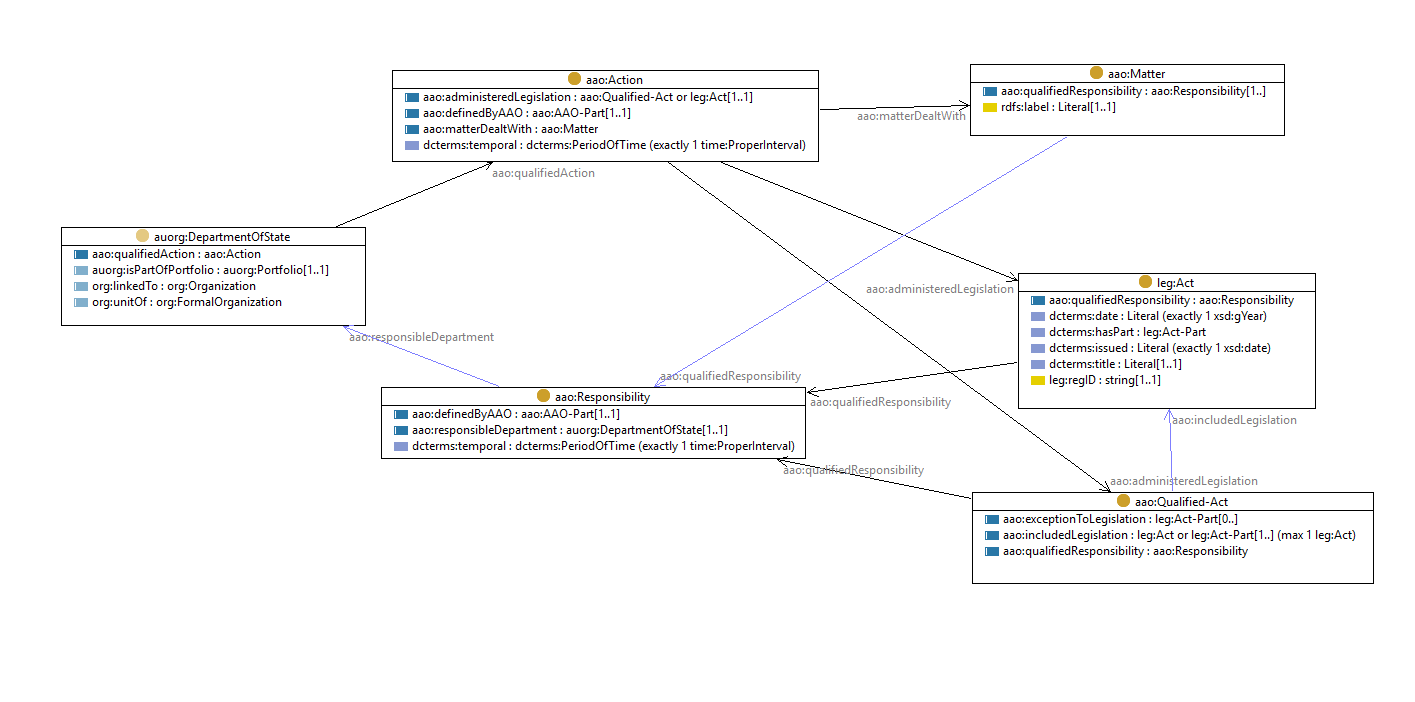 aao:Action
aao:administeredLegislation : aao:Qualified-Act or leg:Act[1..1]
aao:definedByAAO : aao:AAO-Part[1..1]
aao:matterDealtWith : aao:Matter
dcterms:temporal : dcterms:PeriodOfTime (exactly 1 time:ProperInterval)
aao:Matter
aao:qualifiedResponsibility : aao:Responsibility[1..]
rdfs:label : Literal[1..1]
aao:matterDealtWith
aao:qualifiedAction
auorg:DepartmentOfState
aao:qualifiedAction : aao:Action
auorg:isPartOfPortfolio : auorg:Portfolio[1..1]
org:linkedTo : org:Organization
org:unitOf : org:FormalOrganization
aao:responsibleDepartment
aao:administeredLegislation
leg:Act
aao:qualifiedResponsibility : aao:Responsibility
dcterms:date : Literal (exactly 1 xsd:gYear)
dcterms:hasPart : leg:Act-Part
dcterms:issued : Literal (exactly 1 xsd:date)
dcterms:title : Literal[1..1]
leg:regID : string[1..1]
aao:qualifiedResponsibility
aao:qualifiedResponsibility
aao:Responsibility
aao:definedByAAO : aao:AAO-Part[1..1]
aao:responsibleDepartment : auorg:DepartmentOfState[1..1]
dcterms:temporal : dcterms:PeriodOfTime (exactly 1 time:ProperInterval)
aao:includedLegislation
aao:qualifiedResponsibility
aao:administeredLegislation
aao:Qualified-Act
aao:exceptionToLegislation : leg:Act-Part[0..]
aao:includedLegislation : leg:Act or leg:Act-Part[1..] (max 1 leg:Act)
aao:qualifiedResponsibility : aao:Responsibility